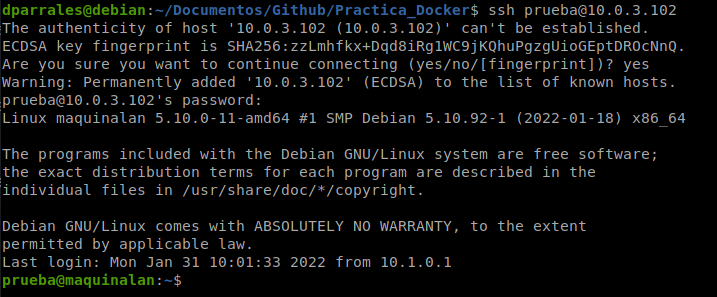 dparrales@debian:~/Documentos/Github/Practica_Docker$ ssh prueba@10.0.3.102
The authenticity of host '10.0.3.102 (10.0.3.102)' can't be established.
ECDSA key fingerprint is SHA256:zzLmhfkx+Dqd8iRg1WC9jKQhuPgzgUioGEptDROcNnQ.
Are you sure you want to continue connecting (yes/no/[fingerprint])? yes
Warning: Permanently added '10.0.3.102' (ECDSA) to the list of known hosts.
prueba@10.0.3.102's password:
Linux maquinalan 5.10.0-11-amd64 #1 SMP Debian 5.10.92-1 (2022-01-18) x86_64
The programs included with the Debian GNU/Linux system are free software;
the exact distribution terms for each program are described in the
individual files in /usr/share/doc/*/copyright.
Debian GNU/Linux comes with ABSOLUTELY NO WARRANTY, to the extent
permitted by applicable law.
Last login: Mon Jan 31 10:01:33 2022 from 10.1.0.1
prueba@maquinalan:~$